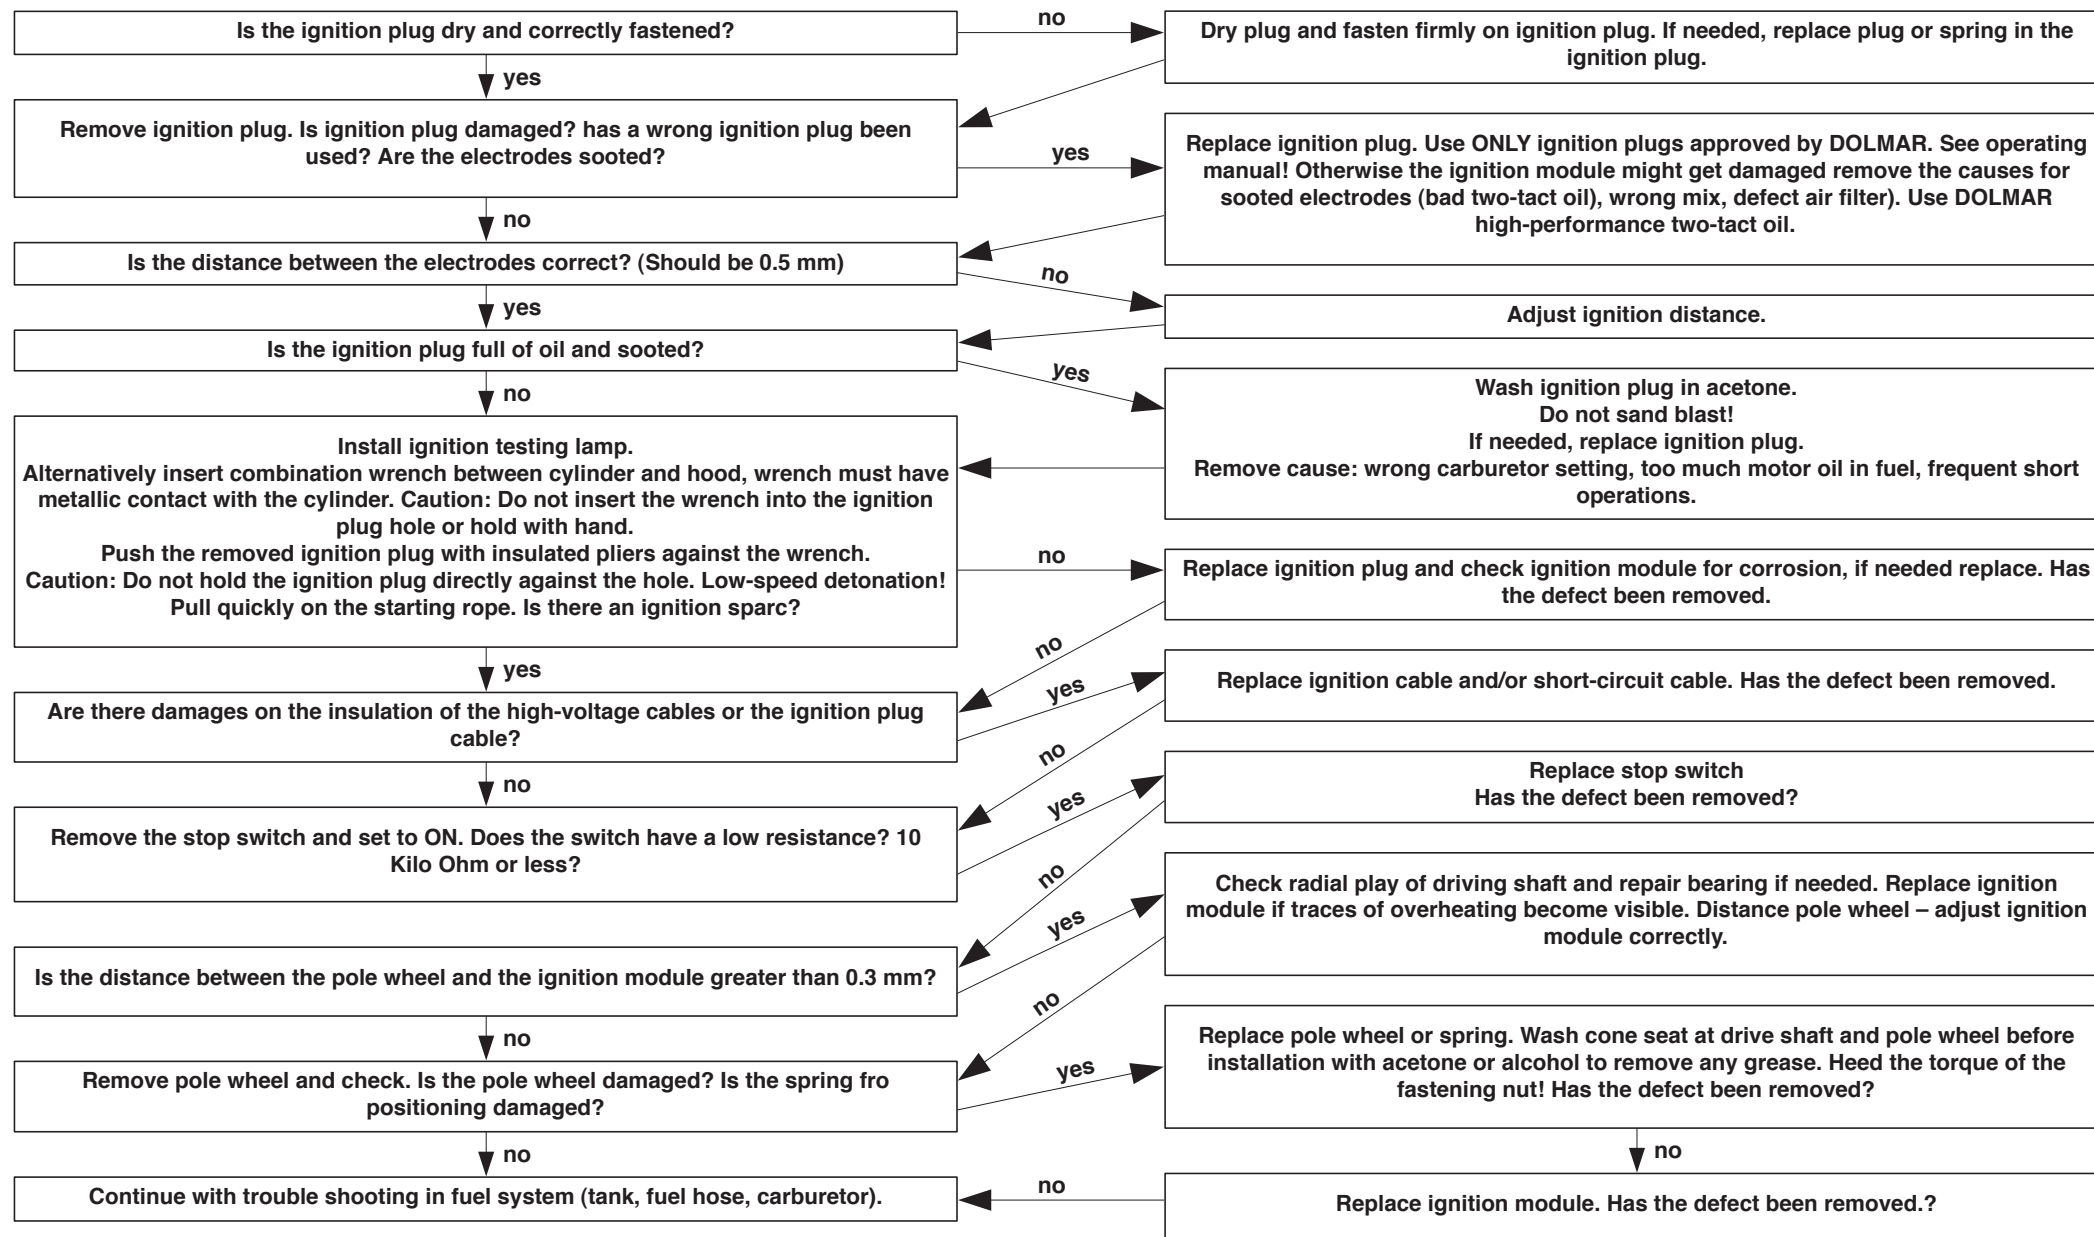 Is the ignition plug dry and correctly fastened?
no
Dry plug and fasten firmly on ignition plug. If needed, replace plug or spring in the
ignition plug.
yes
Remove ignition plug. Is ignition plug damaged? has a wrong ignition plug been
used? Are the electrodes sooted?
yes
Replace ignition plug. Use ONLY ignition plugs approved by DOLMAR. See operating
manual! Otherwise the ignition module might get damaged remove the causes for
sooted electrodes (bad two-tact oil), wrong mix, defect air filter). Use DOLMAR
high-performance two-tact oil.
no
Is the distance between the electrodes correct? (Should be 0.5 mm)
no
Adjust ignition distance.
yes
Is the ignition plug full of oil and sooted?
yes
Wash ignition plug in acetone.
Do not sand blast!
If needed, replace ignition plug.
Remove cause: wrong carburetor setting, too much motor oil in fuel, frequent short
operations.
no
Install ignition testing lamp.
Alternatively insert combination wrench between cylinder and hood, wrench must have
metallic contact with the cylinder. Caution: Do not insert the wrench into the ignition
plug hole or hold with hand.
Push the removed ignition plug with insulated pliers against the wrench.
Caution: Do not hold the ignition plug directly against the hole. Low-speed detonation!
Pull quickly on the starting rope. Is there an ignition sparc?
no
Replace ignition plug and check ignition module for corrosion, if needed replace. Has
the defect been removed.
no
yes
Are there damages on the insulation of the high-voltage cables or the ignition plug
cable?
yes
Replace ignition cable and/or short-circuit cable. Has the defect been removed.
no
no
Remove the stop switch and set to ON. Does the switch have a low resistance? 10
Kilo Ohm or less?
yes
Replace stop switch
Has the defect been removed?
no
Is the distance between the pole wheel and the ignition module greater than 0.3 mm?
yes
Check radial play of driving shaft and repair bearing if needed. Replace ignition
module if traces of overheating become visible. Distance pole wheel – adjust ignition
module correctly.
no
no
Remove pole wheel and check. Is the pole wheel damaged? Is the spring fro
positioning damaged?
yes
Replace pole wheel or spring. Wash cone seat at drive shaft and pole wheel before
installation with acetone or alcohol to remove any grease. Heed the torque of the
fastening nut! Has the defect been removed?
no
no
Continue with trouble shooting in fuel system (tank, fuel hose, carburetor).
no
Replace ignition module. Has the defect been removed.?